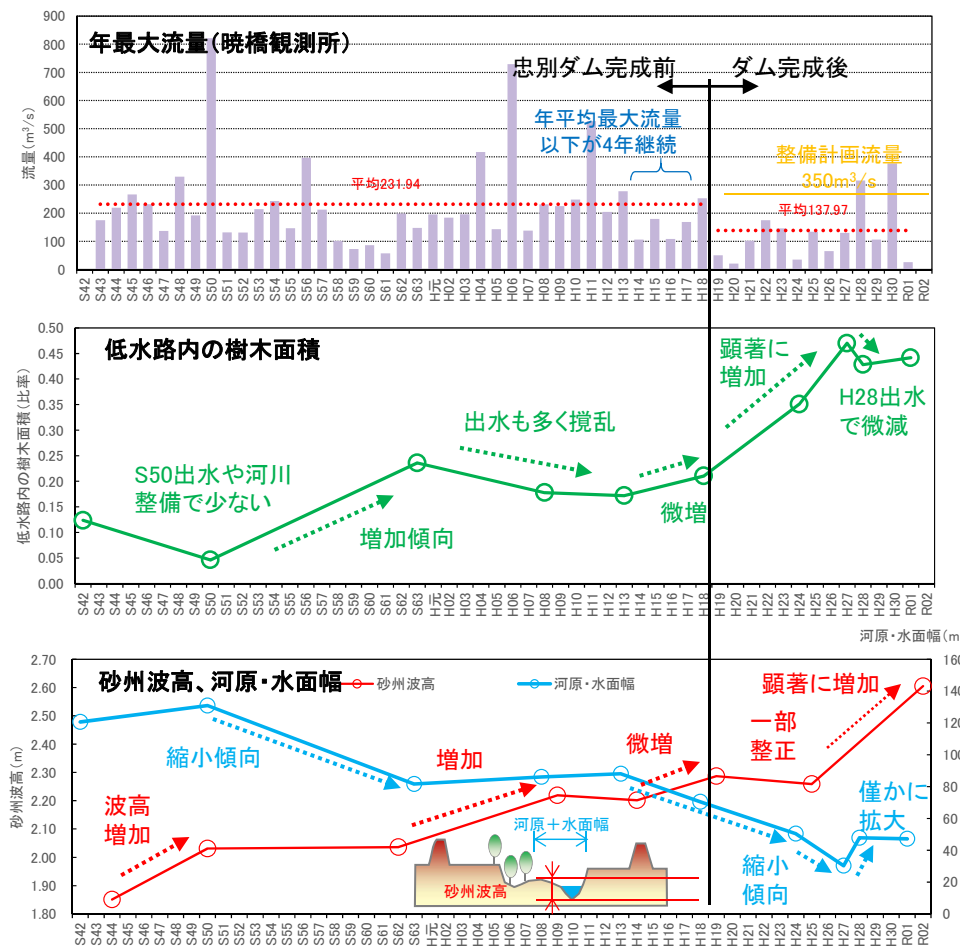 年最大流量(暁橋観測所)
忠別ダム完成前
ダム完成後
年平均最大流量
以下が4年継続
整備計画流量
350m³/s
平均231.94
平均137.97
流量(m³/s)
900
800
700
600
500
400
300
200
100
0
S42 S43 S44 S45 S46 S47 S48 S49 S50 S51 S52 S53 S54 S55 S56 S57 S58 S59 S60 S61 S62 S63 H元 H02 H03 H04 H05 H06 H07 H08 H09 H10 H11 H12 H13 H14 H15 H16 H17 H18 H19 H20 H21 H22 H23 H24 H25 H26 H27 H28 H29 H30 R01 R02
低水路内の樹木面積
顕著に
増加
H28出水
で微減
出水も多く撹乱
S50出水や河川
整備で少ない
増加傾向
微増
低水路内の樹木面積(比率)
0.50
0.45
0.40
0.35
0.30
0.25
0.20
0.15
0.10
0.05
0.00
S42 S43 S44 S45 S46 S47 S48 S49 S50 S51 S52 S53 S54 S55 S56 S57 S58 S59 S60 S61 S62 S63 H元 H02 H03 H04 H05 H06 H07 H08 H09 H10 H11 H12 H13 H14 H15 H16 H17 H18 H19 H20 H21 H22 H23 H24 H25 H26 H27 H28 H29 H30 R01 R02
河原・水面幅(m
砂州波高、河原・水面幅
砂州波高
河原・水面幅
顕著に増加
一部
整正
微増
増加
縮小傾向
波高
増加
僅かに
拡大
縮小
傾向
河原+水面幅
砂州波高
砂州波高(m)
2.70
2.60
2.50
2.40
2.30
2.20
2.10
2.00
1.90
1.80
160
140
120
100
80
60
40
20
0
S42 S43 S44 S45 S46 S47 S48 S49 S50 S51 S52 S53 S54 S55 S56 S57 S58 S59 S60 S61 S62 S63 H元 H02 H03 H04 H05 H06 H07 H08 H09 H10 H11 H12 H13 H14 H15 H16 H17 H18 H19 H20 H21 H22 H23 H24 H25 H26 H27 H28 H29 H30 R01 R02